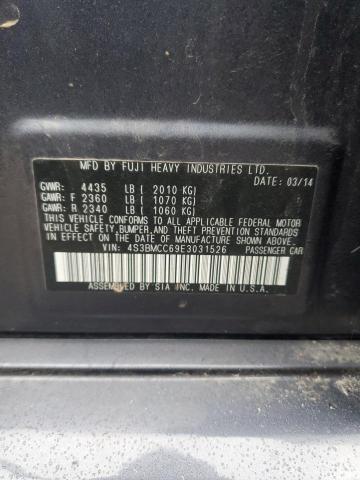 MFD BY FUJI HEAVY INDUSTRIES LTD.
DATE: 03/14
GVWR: 4435 LB ( 2010 KG)
GAWR: F 2360 LB ( 1070 KG)
GAWR: R 2340 LB ( 1060 KG)
THIS VEHICLE CONFORMS TO ALL APPLICABLE FEDERAL MOTOR
VEHICLE SAFETY, BUMPER, AND THEFT PREVENTION STANDARDS
IN EFFECT ON THE DATE OF MANUFACTURE SHOWN ABOVE.
VIN: 4S3BMCC69E3031526 PASSENGER CAR
ASSEMBLED BY SIA INC. MADE IN U.S.A.